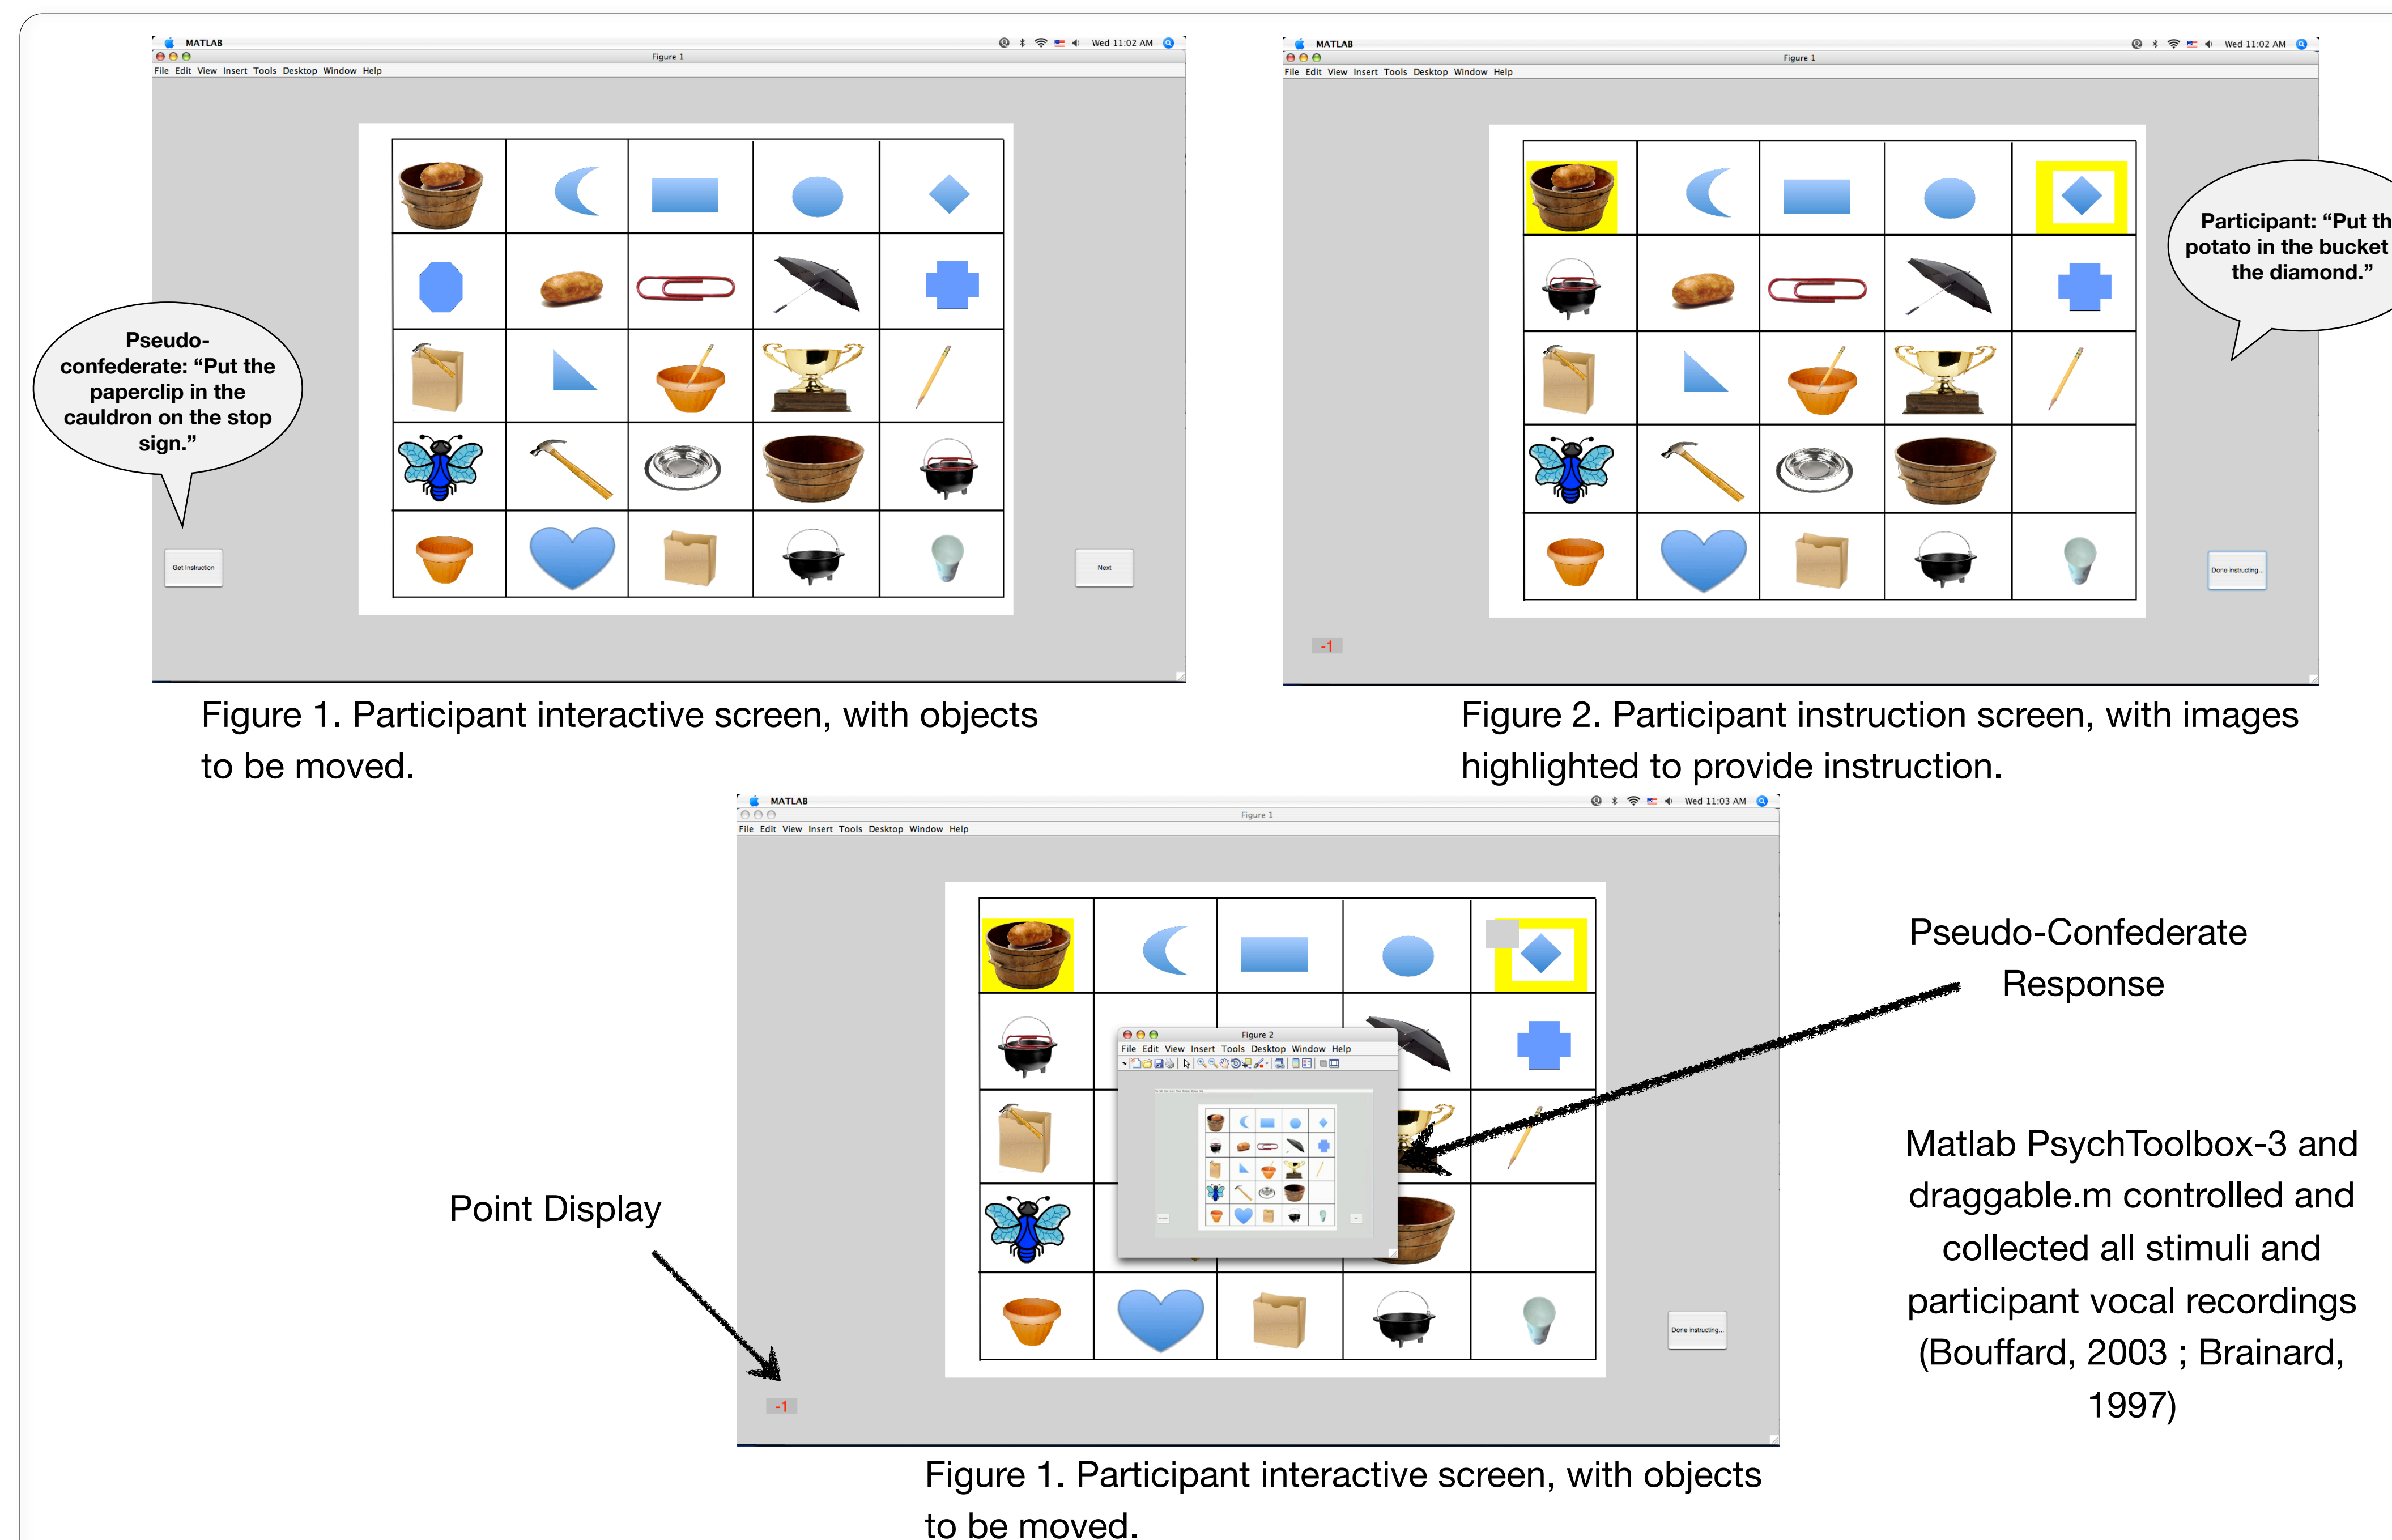 MATLAB
Wed 11:02 AM
Figure 1
File Edit View Insert Tools Desktop Window Help
Pseudo-
confederate: “Put the
paperclip in the
cauldron on the stop
sign.”
Get Instruction
Next
Figure 1. Participant interactive screen, with objects
to be moved.
MATLAB
Wed 11:02 AM
Figure 1
File Edit View Insert Tools Desktop Window Help
Participant: “Put th
potato in the bucket
the diamond.”
Done instructing...
-1
Figure 2. Participant instruction screen, with images
highlighted to provide instruction.
MATLAB
Wed 11:03 AM
Figure 1
File Edit View Insert Tools Desktop Window Help
Figure 2
File Edit View Insert Tools Desktop Window Help
Done instructing...
-1
Point Display
Pseudo-Confederate
Response
Matlab PsychToolbox-3 and
draggable.m controlled and
collected all stimuli and
participant vocal recordings
(Bouffard, 2003 ; Brainard,
1997)
Figure 1. Participant interactive screen, with objects
to be moved.